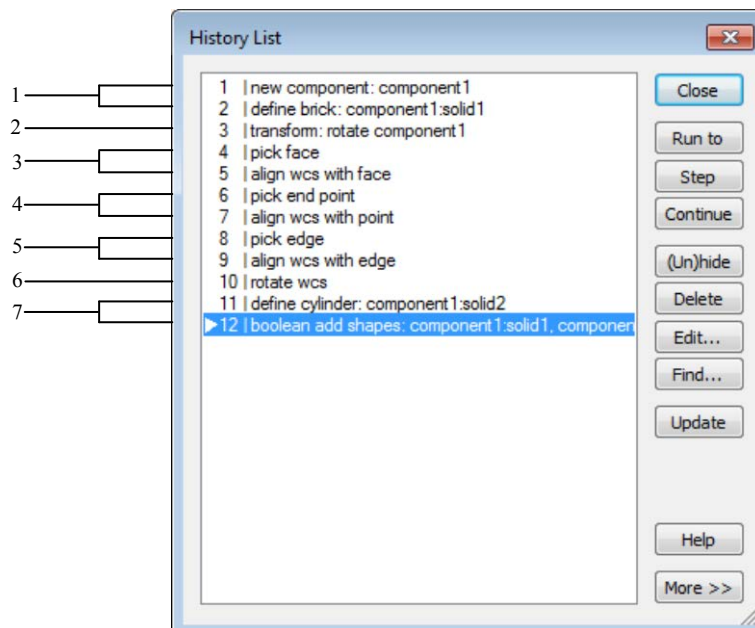 History List
1
2
3
4
5
6
7
1 | new component: component1
2 | define brick: component1:solid1
3 | transform: rotate component1
4 | pick face
5 | align wcs with face
6 | pick end point
7 | align wcs with point
8 | pick edge
9 | align wcs with edge
10 | rotate wcs
11 | define cylinder: component1:solid2
12 | boolean add shapes: component1:solid1, componen
Close
Run to
Step
Continue
(Un)hide
Delete
Edit...
Find...
Update
Help
More >>